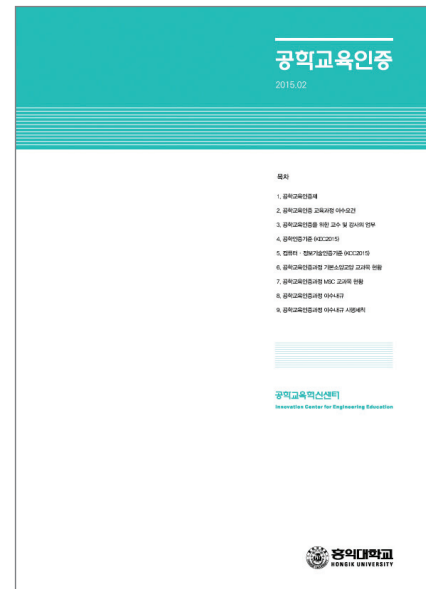 공학교육인증
2015.02
목차
1. 공학교육인증제
2. 공학교육인증 교육과정 이수요건
3. 공학교육인증을 위한 교수 및 강사의 업무
4. 공학인증기준 (KEC2015)
5. 컴퓨터 · 정보기술인증기준 (KCC2015)
6. 공학교육인증과정 기본소양교양 교과목 현황
7. 공학교육인증과정 MSC 교과목 현황
8. 공학교육인증과정 이수내규
9. 공학교육인증과정 이수내규 시행세칙
공학교육혁신센터
Innovation Center for Engineering Education
홍익대학교
HONGIK UNIVERSITY